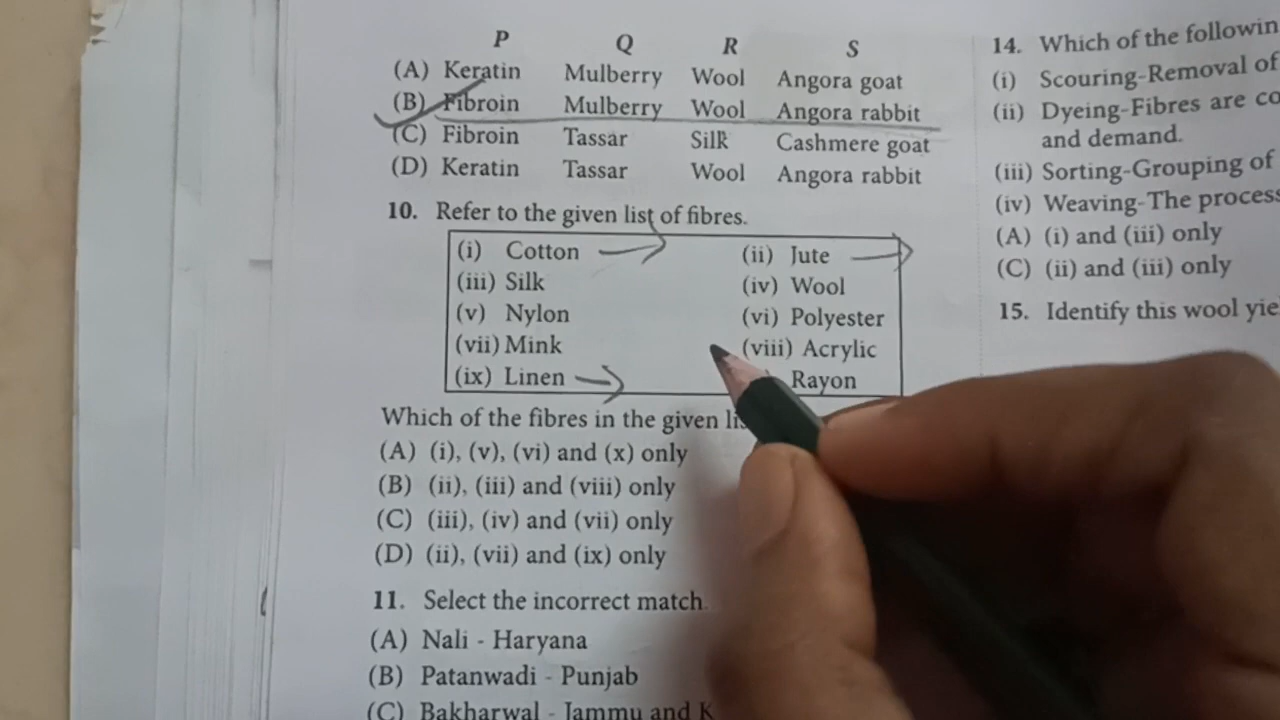 P Q R S
(A) Keratin Mulberry Wool Angora goat
(B) Fibroin Mulberry Wool Angora rabbit
(C) Fibroin Tassar Silk Cashmere goat
(D) Keratin Tassar Wool Angora rabbit
10. Refer to the given list of fibres.
(i) Cotton (ii) Jute
(iii) Silk (iv) Wool
(v) Nylon (vi) Polyester
(vii) Mink (viii) Acrylic
(ix) Linen Rayon
Which of the fibres in the given
(A) (i), (v), (vi) and (x) only
(B) (ii), (iii) and (viii) only
(C) (iii), (iv) and (vii) only
(D) (ii), (vii) and (ix) only
11. Select the incorrect match.
(A) Nali - Haryana
(B) Patanwadi - Punjab
(C) Bakharwal - Jammu and K
14. Which of the followin
(i) Scouring-Removal of
(ii) Dyeing-Fibres are co
and demand.
(iii) Sorting-Grouping of
(iv) Weaving-The process
(A) (i) and (iii) only
(C) (ii) and (iii) only
15. Identify this wool yie